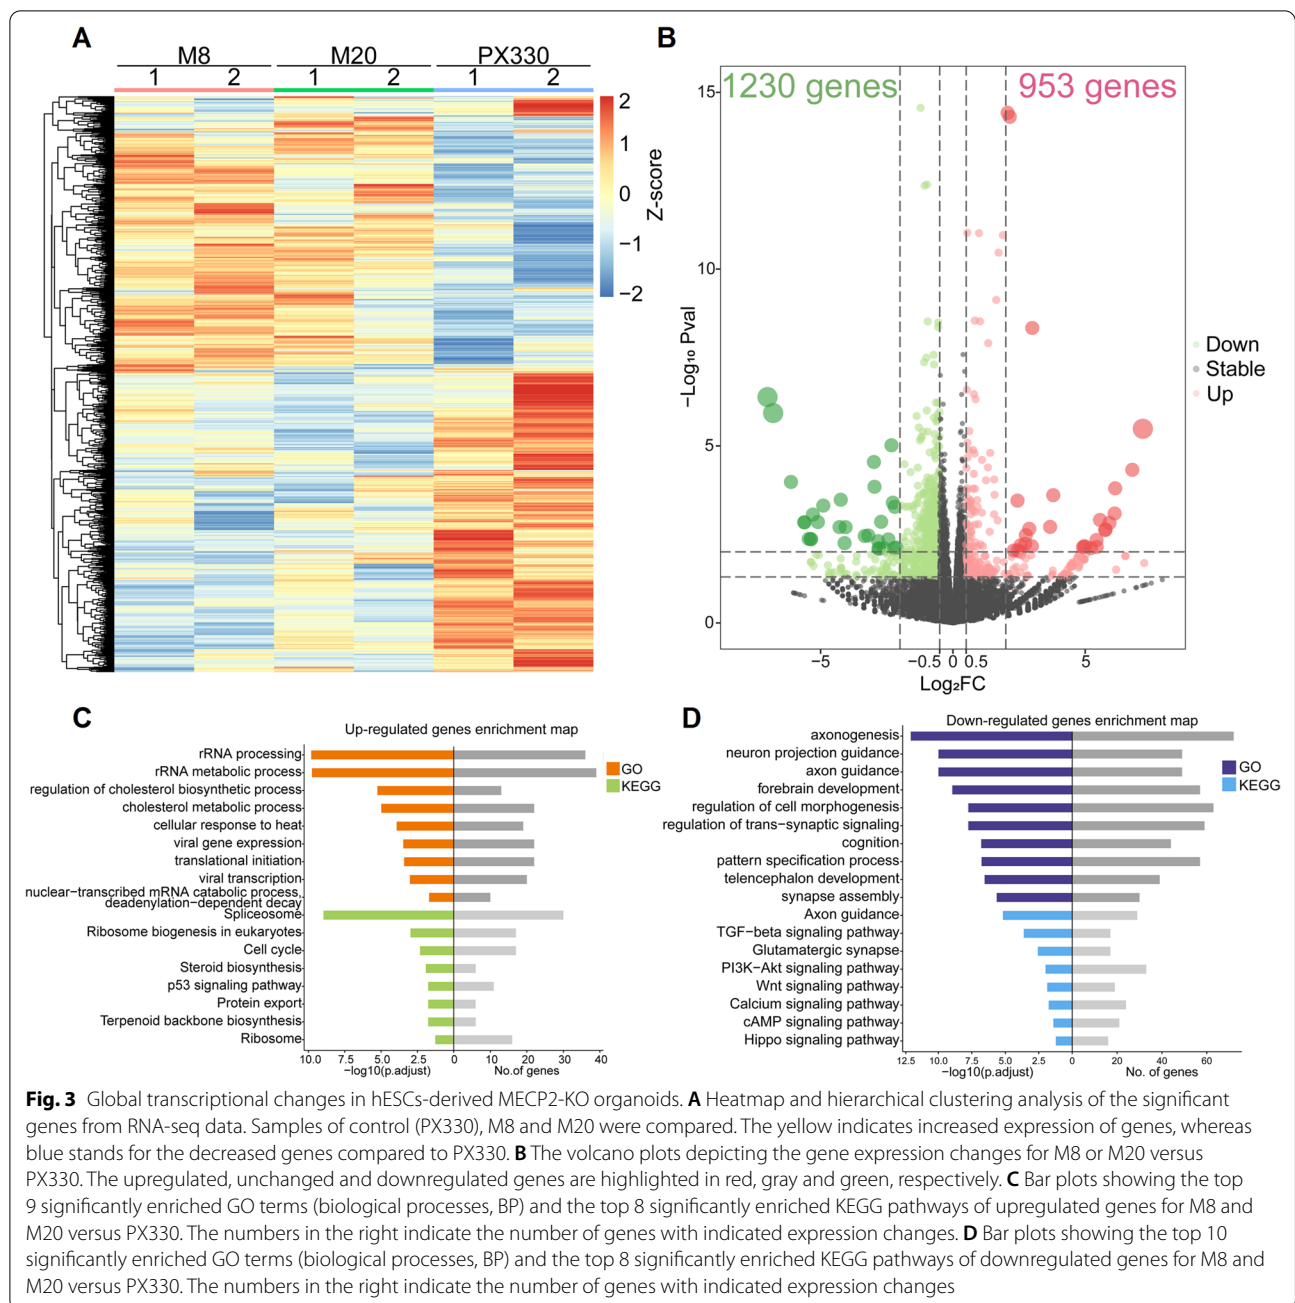 A
M8 M20 PX330
1 2 1 2 1 2
2
1
0
−1
−2
Z-score
B
1230 genes 953 genes
15
10
5
0
−Log₁₀ Pval
−5 −0.5 0 0.5 5
Log₂FC
Down
Stable
Up
C
Up-regulated genes enrichment map
rRNA processing
rRNA metabolic process
regulation of cholesterol biosynthetic process
cholesterol metabolic process
cellular response to heat
viral gene expression
translational initiation
viral transcription
nuclear−transcribed mRNA catabolic process,
deadenylation−dependent decay
Spliceosome
Ribosome biogenesis in eukaryotes
Cell cycle
Steroid biosynthesis
p53 signaling pathway
Protein export
Terpenoid backbone biosynthesis
Ribosome
GO
KEGG
10.0 7.5 5.0 2.5 0 10 20 30 40
−log10(p.adjust) No. of genes
D
Down-regulated genes enrichment map
axonogenesis
neuron projection guidance
axon guidance
forebrain development
regulation of cell morphogenesis
regulation of trans−synaptic signaling
cognition
pattern specification process
telencephalon development
synapse assembly
Axon guidance
TGF−beta signaling pathway
Glutamatergic synapse
PI3K−Akt signaling pathway
Wnt signaling pathway
Calcium signaling pathway
cAMP signaling pathway
Hippo signaling pathway
GO
KEGG
12.5 10.0 7.5 5.0 2.5 0 20 40 60
−log10(p.adjust) No. of genes
Fig. 3 Global transcriptional changes in hESCs-derived MECP2-KO organoids. A Heatmap and hierarchical clustering analysis of the significant
genes from RNA-seq data. Samples of control (PX330), M8 and M20 were compared. The yellow indicates increased expression of genes, whereas
blue stands for the decreased genes compared to PX330. B The volcano plots depicting the gene expression changes for M8 or M20 versus
PX330. The upregulated, unchanged and downregulated genes are highlighted in red, gray and green, respectively. C Bar plots showing the top
9 significantly enriched GO terms (biological processes, BP) and the top 8 significantly enriched KEGG pathways of upregulated genes for M8 and
M20 versus PX330. The numbers in the right indicate the number of genes with indicated expression changes. D Bar plots showing the top 10
significantly enriched GO terms (biological processes, BP) and the top 8 significantly enriched KEGG pathways of downregulated genes for M8 and
M20 versus PX330. The numbers in the right indicate the number of genes with indicated expression changes